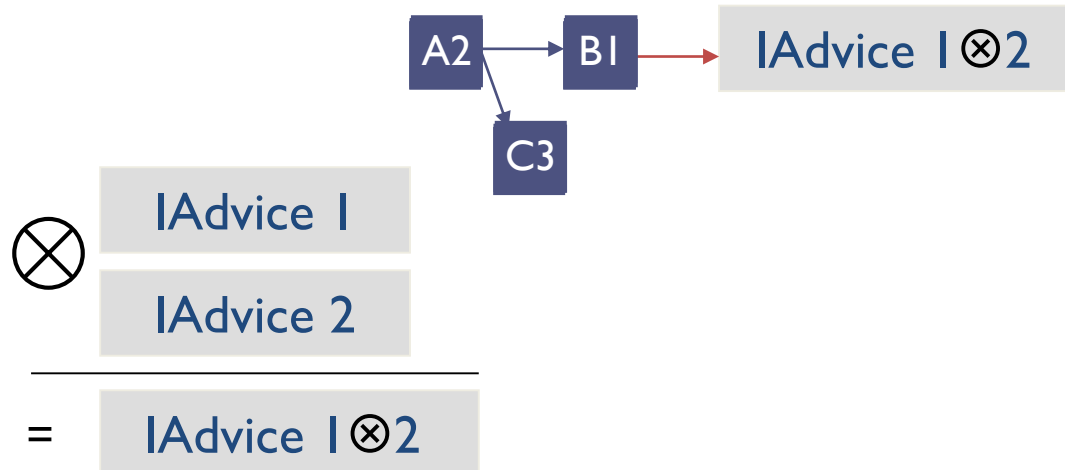 A2 B1 IAdvice 1⊗2
C3
IAdvice 1
⊗
IAdvice 2
= IAdvice 1⊗2